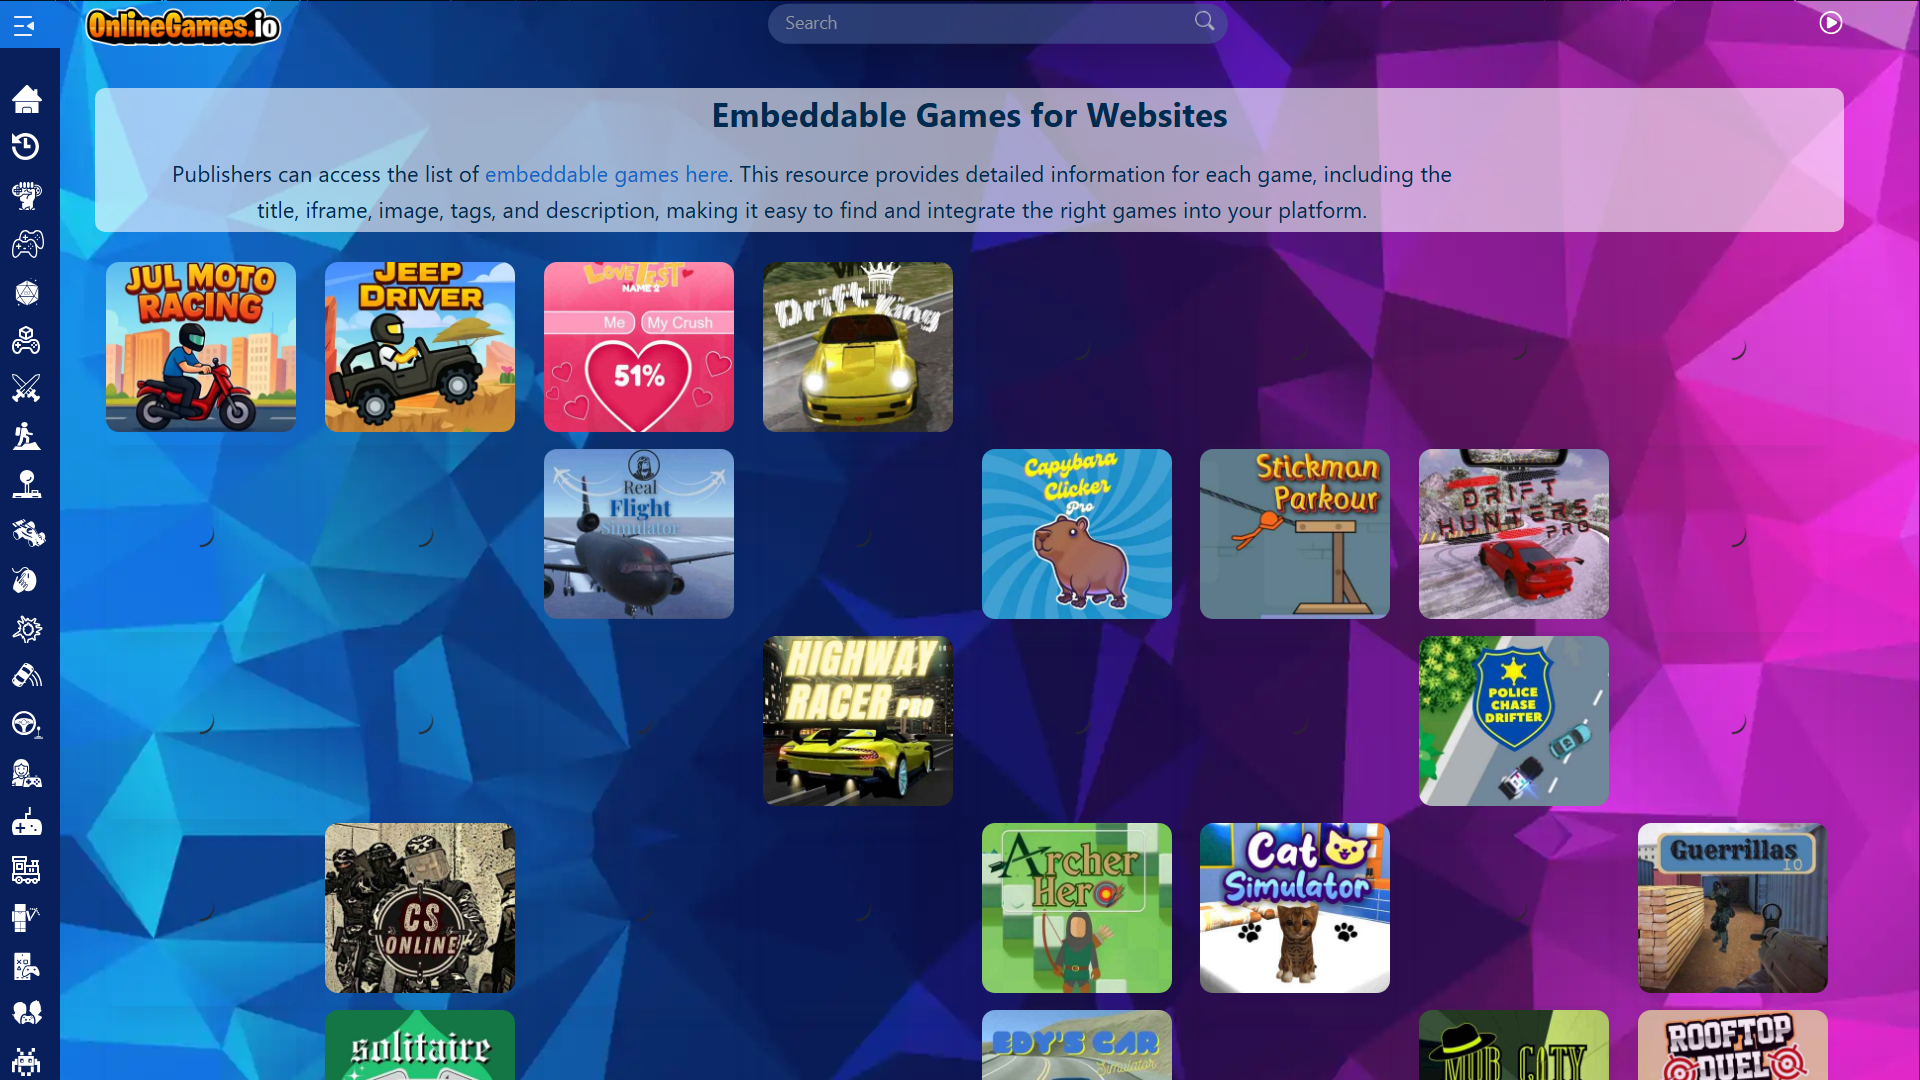 OnlineGames.io
Search
Embeddable Games for Websites
Publishers can access the list of embeddable games here. This resource provides detailed information for each game, including the
title, iframe, image, tags, and description, making it easy to find and integrate the right games into your platform.
JUL MOTO
RACING
JEEP
DRIVER
LOVE TEST
NAME 2
Me
My Crush
51%
Drift King
Real
Flight
Simulator
Capybara
Clicker
Pro
Stickman
Parkour
DRIFT
HUNTERS
PRO
HIGHWAY
RACER PRO
POLICE
CHASE
DRIFTER
CS
ONLINE
Archer
Hero
Cat
Simulator
Guerrillas
IO
solitaire
EDY'S CAR
Simulator
MOB CITY
ROOFTOP
DUEL